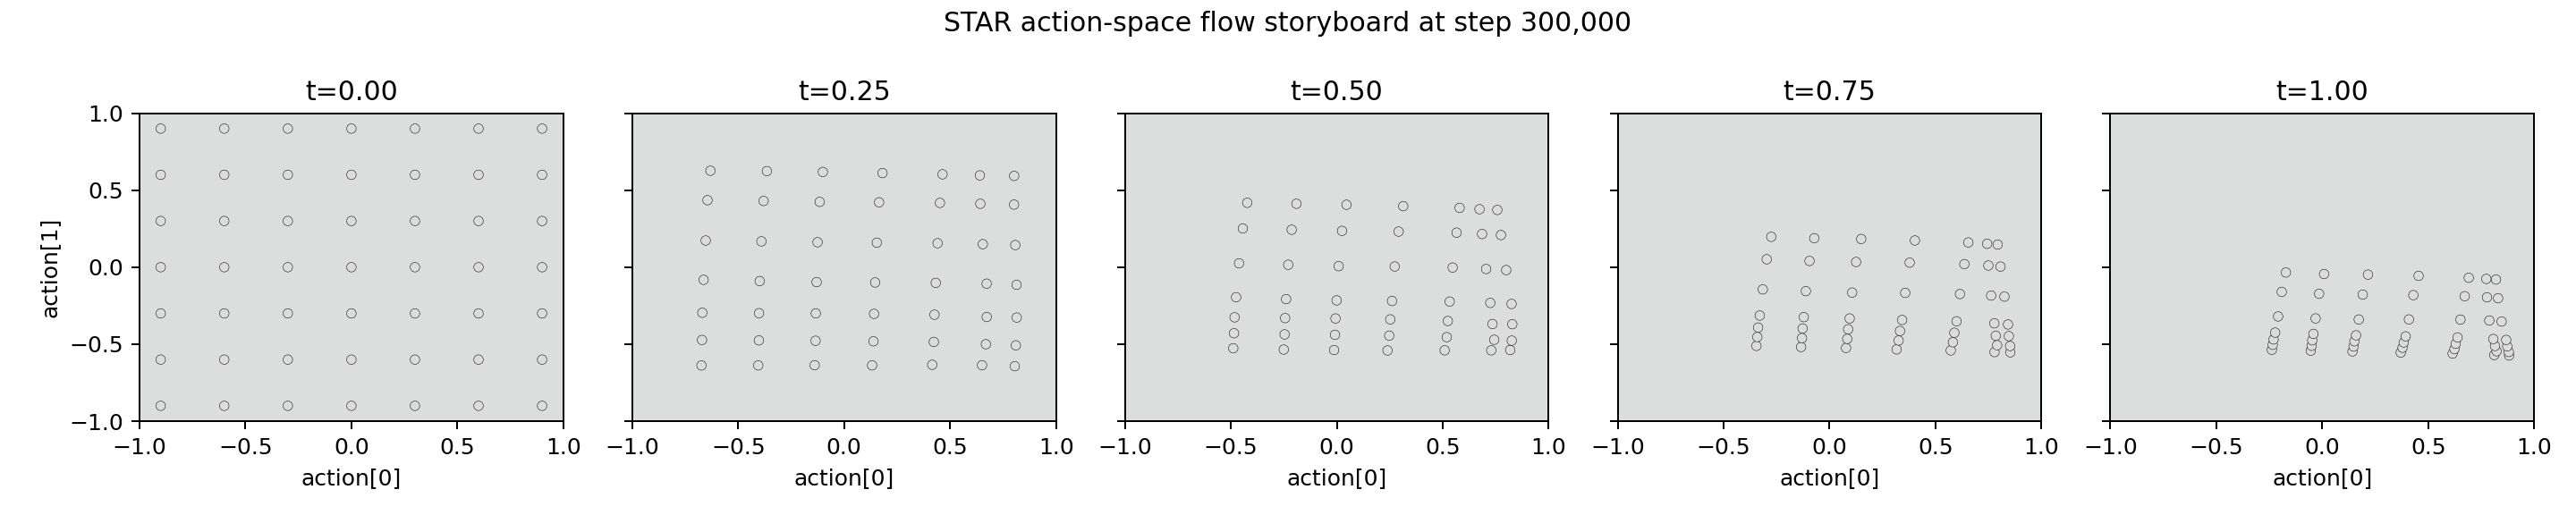 STAR action-space flow storyboard at step 300,000
t=0.00
t=0.25
t=0.50
t=0.75
t=1.00
1.0
0.5
0.0
−0.5
−1.0
action[1]
−1.0 −0.5 0.0 0.5 1.0
−1.0 −0.5 0.0 0.5 1.0
−1.0 −0.5 0.0 0.5 1.0
−1.0 −0.5 0.0 0.5 1.0
−1.0 −0.5 0.0 0.5 1.0
action[0]
action[0]
action[0]
action[0]
action[0]